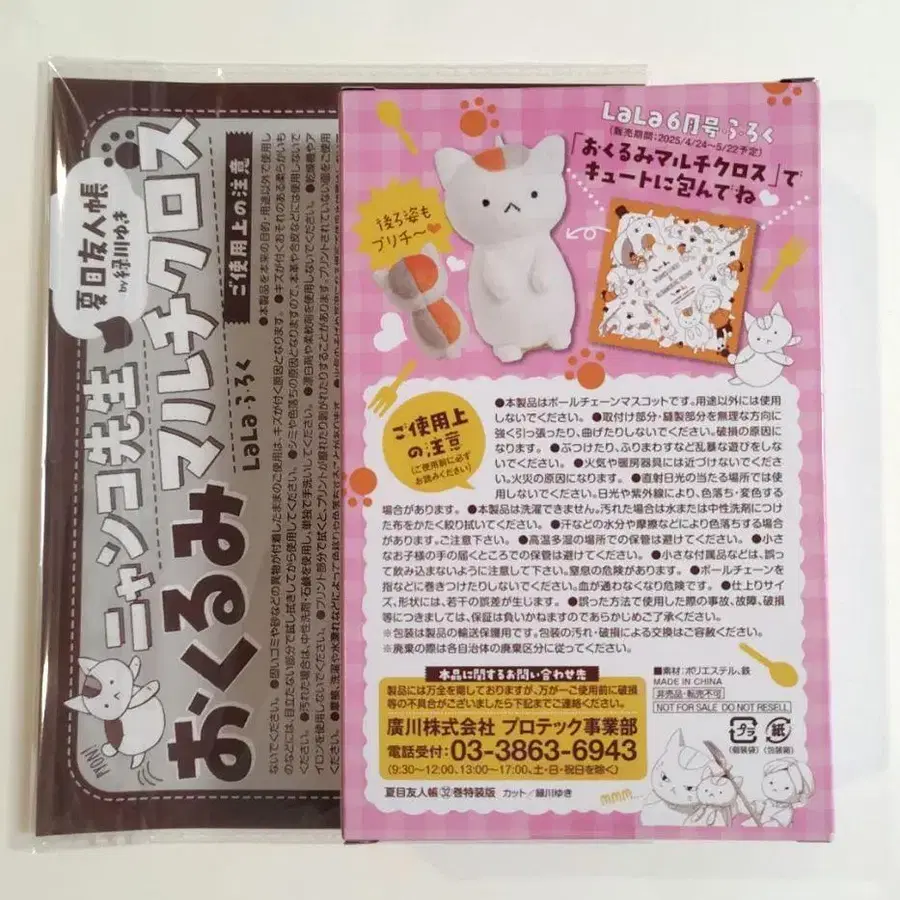 夏目友人帳
by緑川ゆき
ニャンコ先生
おくるみマルチクロス
LaLaふろく
ご使用上の注意
MOMI
LaLa6月号ふろく
(販売期間:2025/4/24~5/22予定)
「おくるみマルチクロス」で
キュートに包んでね
後ろ姿も
プリチ〜
ご使用上
の注意
(ご使用前に必ず
お読みください)
●本製品はボールチェーンマスコットです。用途以外には使用
しないでください。●取付け部分・縫製部分を無理な方向に
強く引っ張ったり、曲げたりしないでください。破損の原因に
なります。●ぶつけたり、ふりまわすなど乱暴な遊びをしな
いでください。●火気や暖房器具には近づけないでくださ
い。火災の原因になります。●直射日光の当たる場所では使
用しないでください。日光や紫外線により、色落ち・変色する
場合があります。●本製品は洗濯できません。汚れた場合は水または中性洗剤につけ
た布をかたく絞り拭いてください。●汗などの水分や摩擦などにより色落ちする場合
があります。ご注意下さい。●高温多湿の場所での保管は避けてください。●小さ
なお子様の手の届くところでの保管は避けてください。●小さな付属品などは、誤っ
て飲み込まないように注意して下さい。窒息の危険があります。●ボールチェーンを
指などに巻きつけたりしないでください。血が通わなくなり危険です。●仕上りサイ
ズ、形状には、若干の誤差が生じます。●誤った方法で使用した際の事故、故障、破損
等につきましては、保証は負いかねますのであらかじめご了承ください。
※包装は製品の輸送保護用です。包装の汚れ・破損による交換はご容赦ください。
※廃棄の際は各自治体の廃棄区分に従ってください。
本品に関するお問い合わせ先
製品には万全を期しておりますが、万が一ご使用前に破損
等の不具合がございましたら下記までご連絡ください。
廣川株式会社 プロテック事業部
電話受付:03-3863-6943
(9:30~12:00、13:00~17:00、土・日・祝日を除く)
夏目友人帳㉜巻特装版 カット/緑川ゆき
■素材:ポリエステル、鉄
MADE IN CHINA
非売品・転売不可
NOT FOR SALE DO NOT RESELL
プラ
紙
(個装袋)
(包装箱)